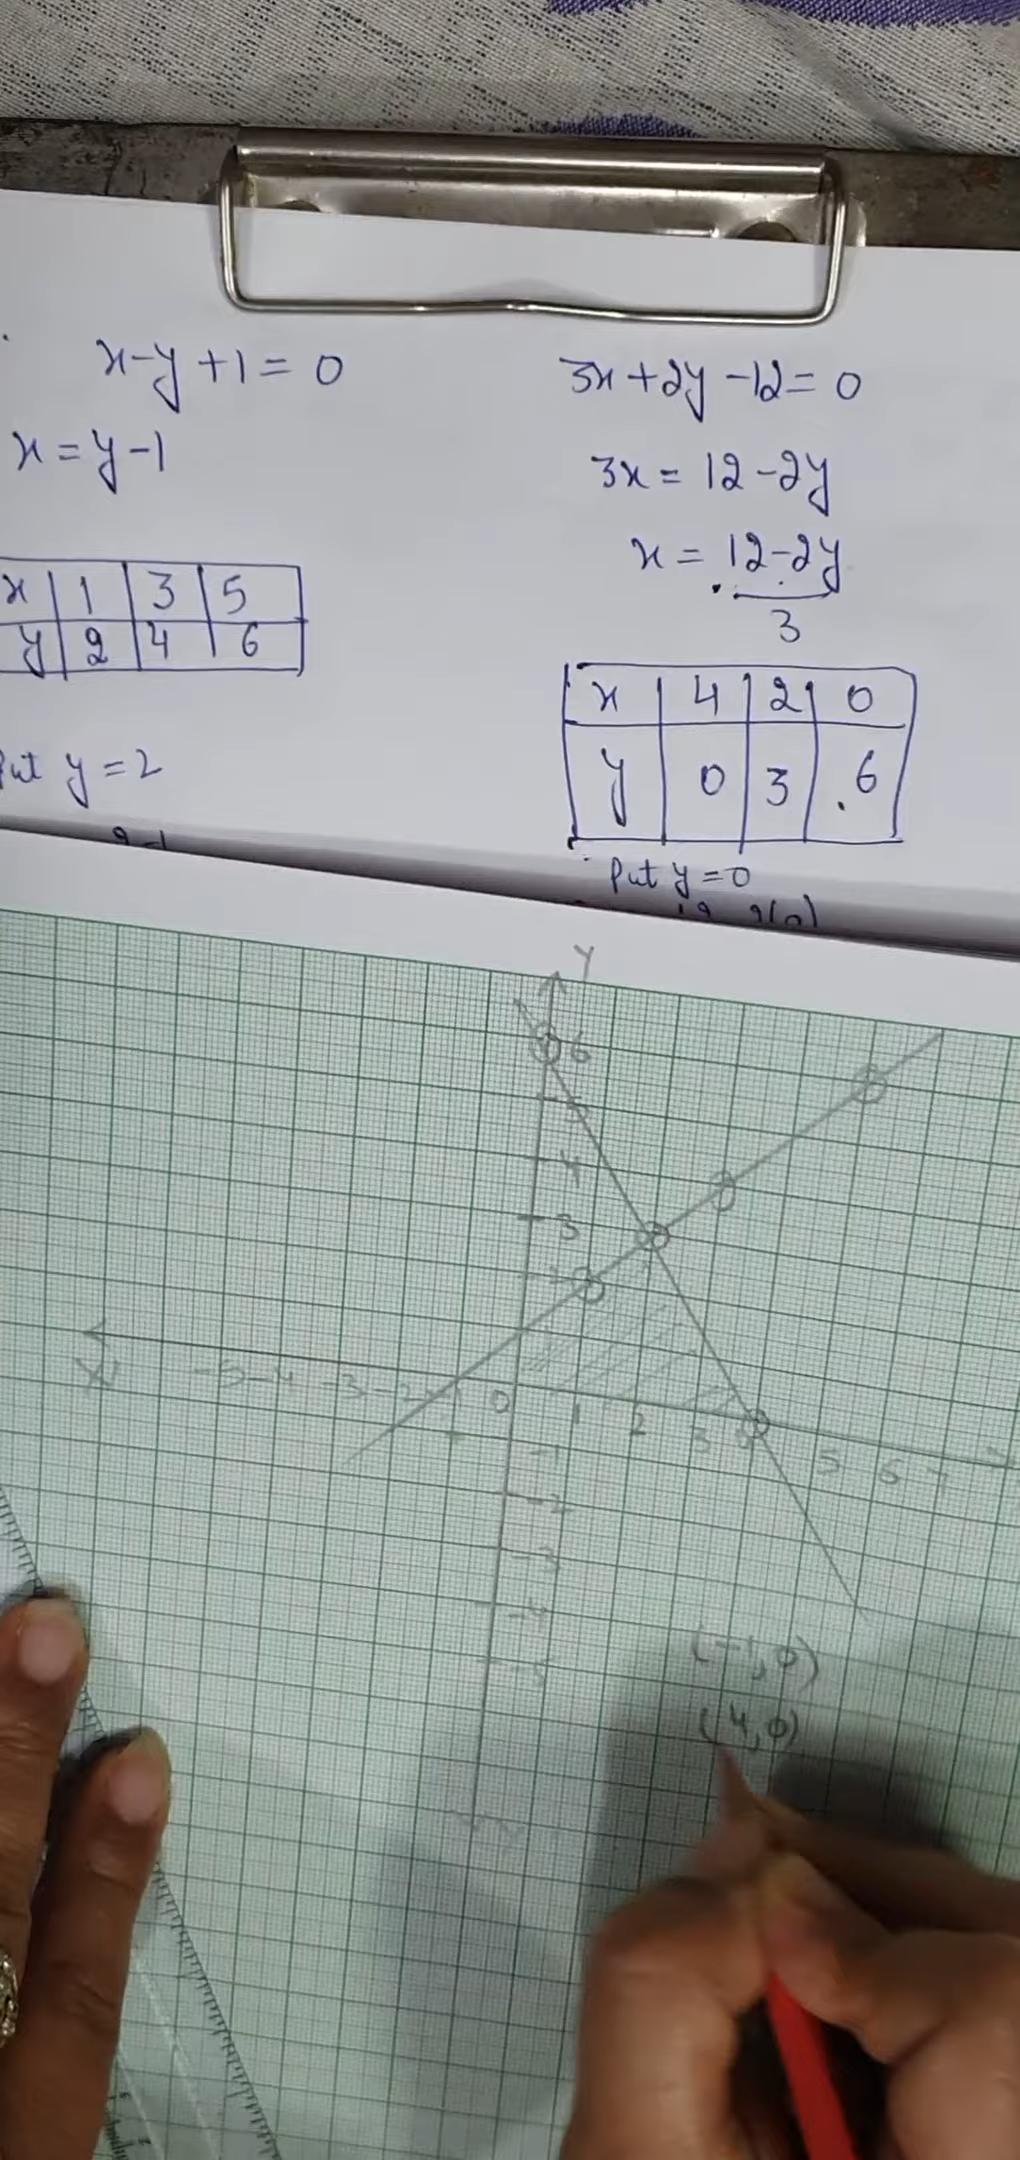 x-y+1=0
x=y-1
x | 1 | 3 | 5
y | 2 | 4 | 6
Put y=2
3x+2y-12=0
3x=12-2y
x=12-2y
3
x | 4 | 2 | 0
y | 0 | 3 | 6
Put y=0
Y
6
5
4
3
2
-5 -4 -3 -2 -1 0 1 2 3 4 5 6 7
-1
-2
-3
-4
-5
(-1,0)
(4,0)